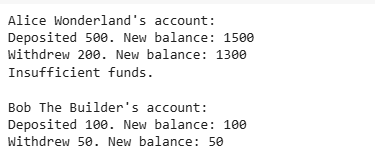 Alice Wonderland's account:
Deposited 500. New balance: 1500
Withdrew 200. New balance: 1300
Insufficient funds.

Bob The Builder's account:
Deposited 100. New balance: 100
Withdrew 50. New balance: 50